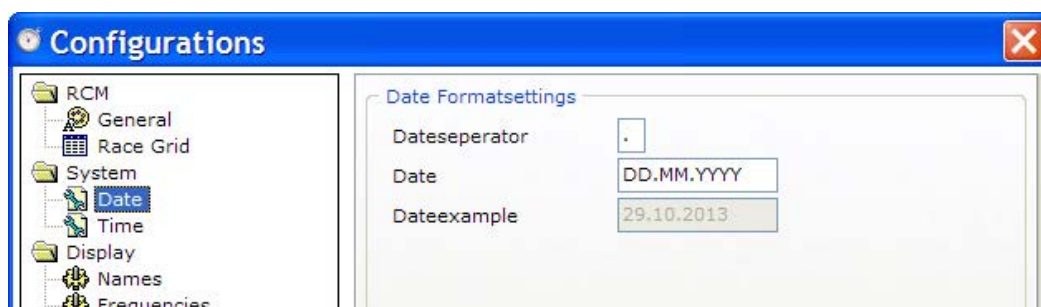 Configurations
RCM
General
Race Grid
System
Date
Time
Display
Names
Frequencies
Date Formatsettings
Dateseperator .
Date DD.MM.YYYY
Dateexample 29.10.2013